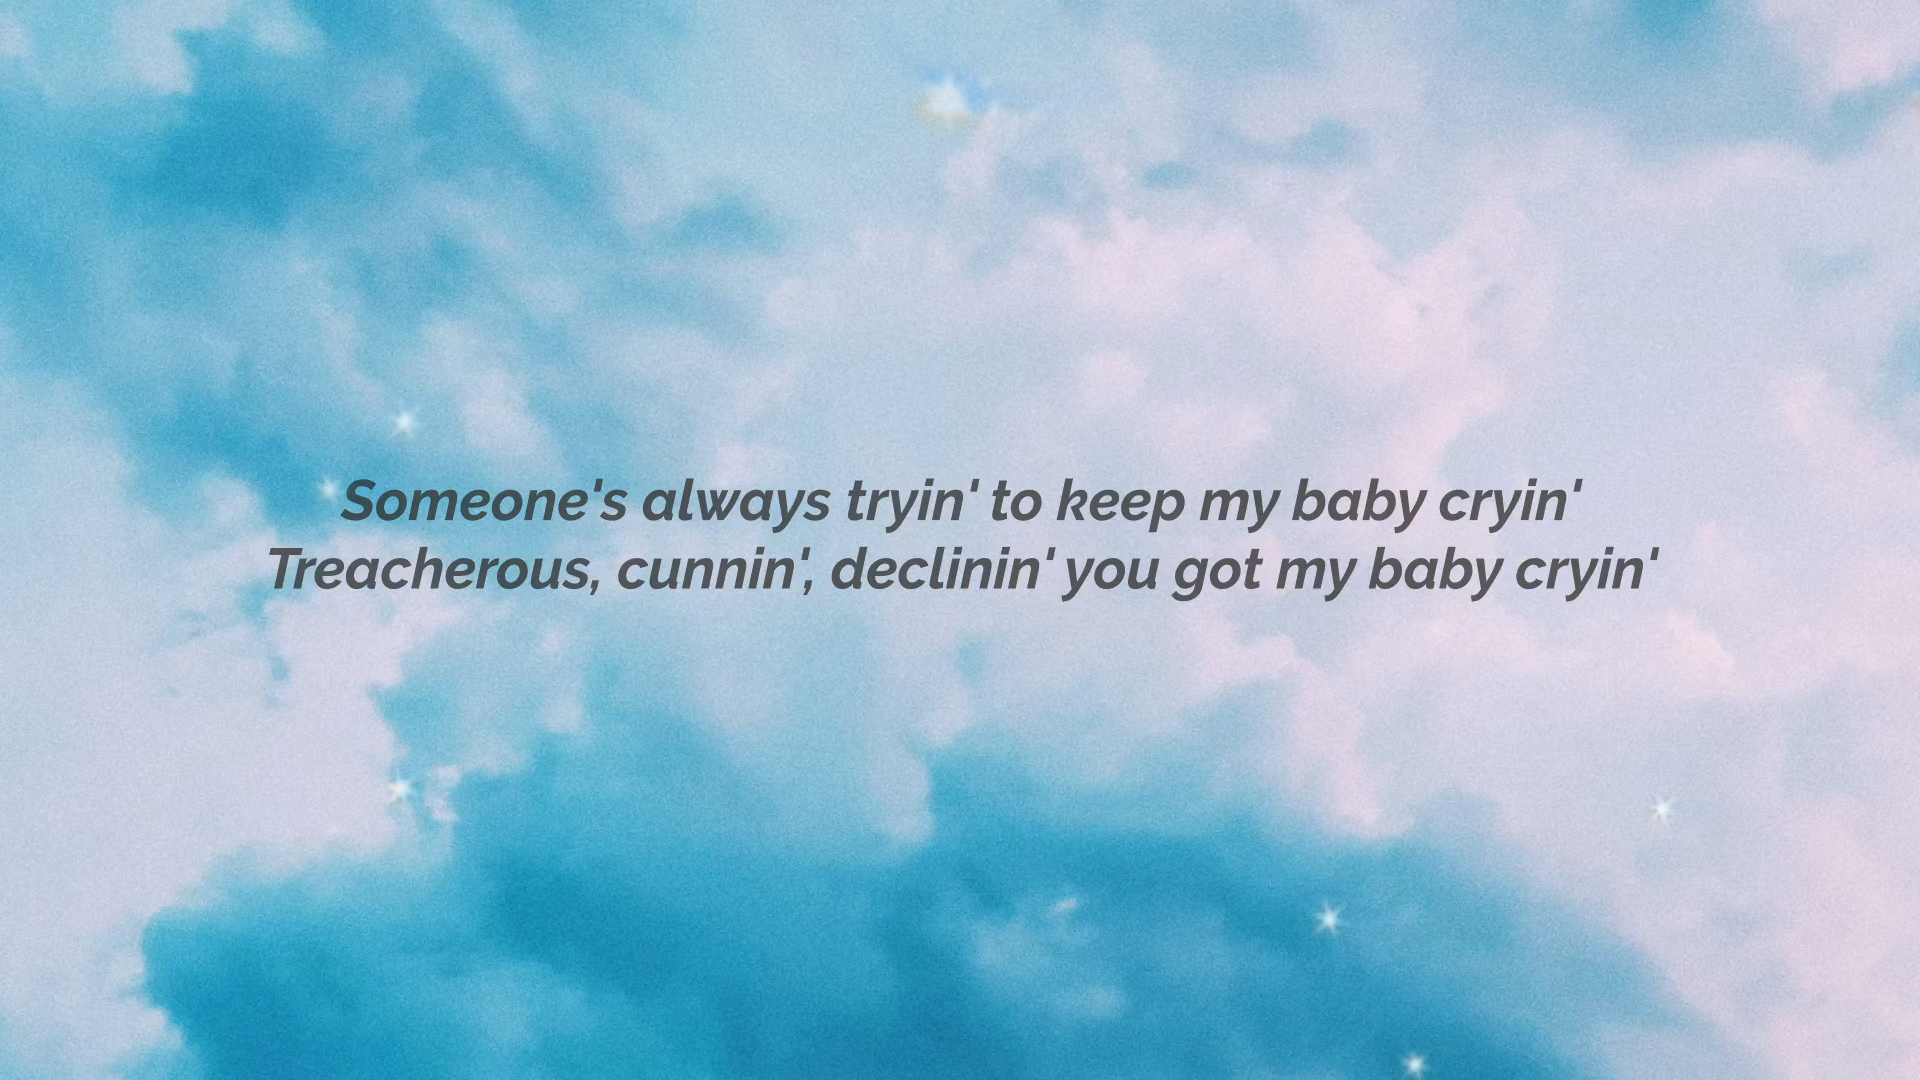 Someone's always tryin' to keep my baby cryin'
Treacherous, cunnin', declinin' you got my baby cryin'